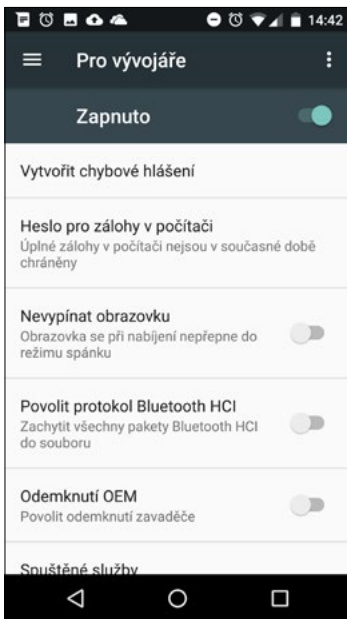 14:42
Pro vývojáře
Zapnuto
Vytvořit chybové hlášení
Heslo pro zálohy v počítači
Úplné zálohy v počítači nejsou v současné době
chráněny
Nevypínat obrazovku
Obrazovka se při nabíjení nepřepne do
režimu spánku
Povolit protokol Bluetooth HCI
Zachytit všechny pakety Bluetooth HCI
do souboru
Odemknutí OEM
Povolit odemknutí zavaděče
Spuštěné služby